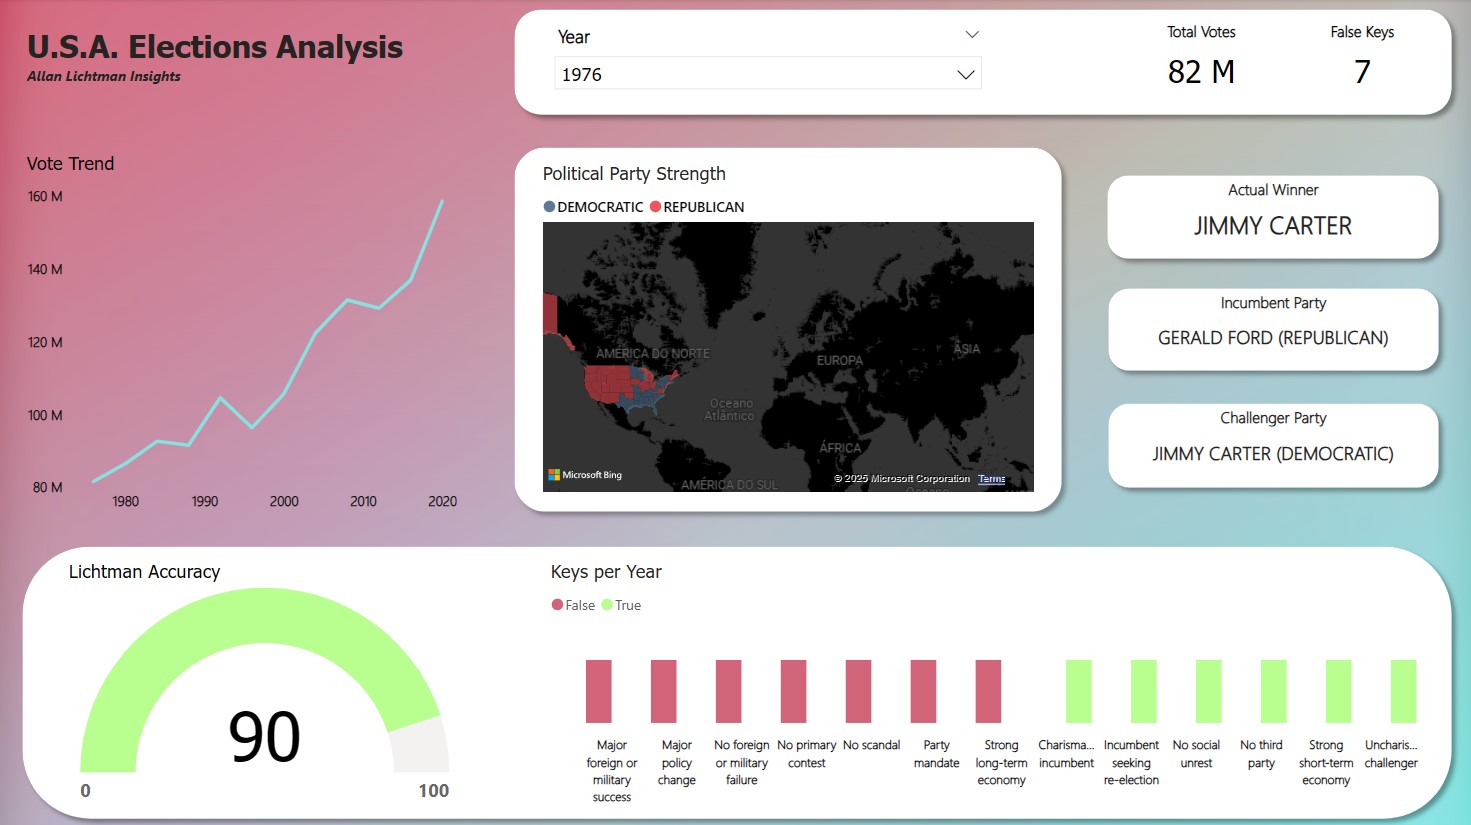 U.S.A. Elections Analysis
Allan Lichtman Insights
Year
1976
Total Votes
82 M
False Keys
7
Vote Trend
160 M
140 M
120 M
100 M
80 M
1980 1990 2000 2010 2020
Political Party Strength
DEMOCRATIC REPUBLICAN
AMÉRICA DO NORTE
EUROPA
ÁSIA
Oceano
Atlântico
ÁFRICA
AMÉRICA DO SUL
Oceano
Microsoft Bing
© 2025 Microsoft Corporation Terms
Actual Winner
JIMMY CARTER
Incumbent Party
GERALD FORD (REPUBLICAN)
Challenger Party
JIMMY CARTER (DEMOCRATIC)
Lichtman Accuracy
90
0 100
Keys per Year
False True
Major
foreign or
military
success
Major
policy
change
No foreign
or military
failure
No primary
contest
No scandal
Party
mandate
Strong
long-term
economy
Charisma...
incumbent
Incumbent
seeking
re-election
No social
unrest
No third
party
Strong
short-term
economy
Uncharis...
challenger